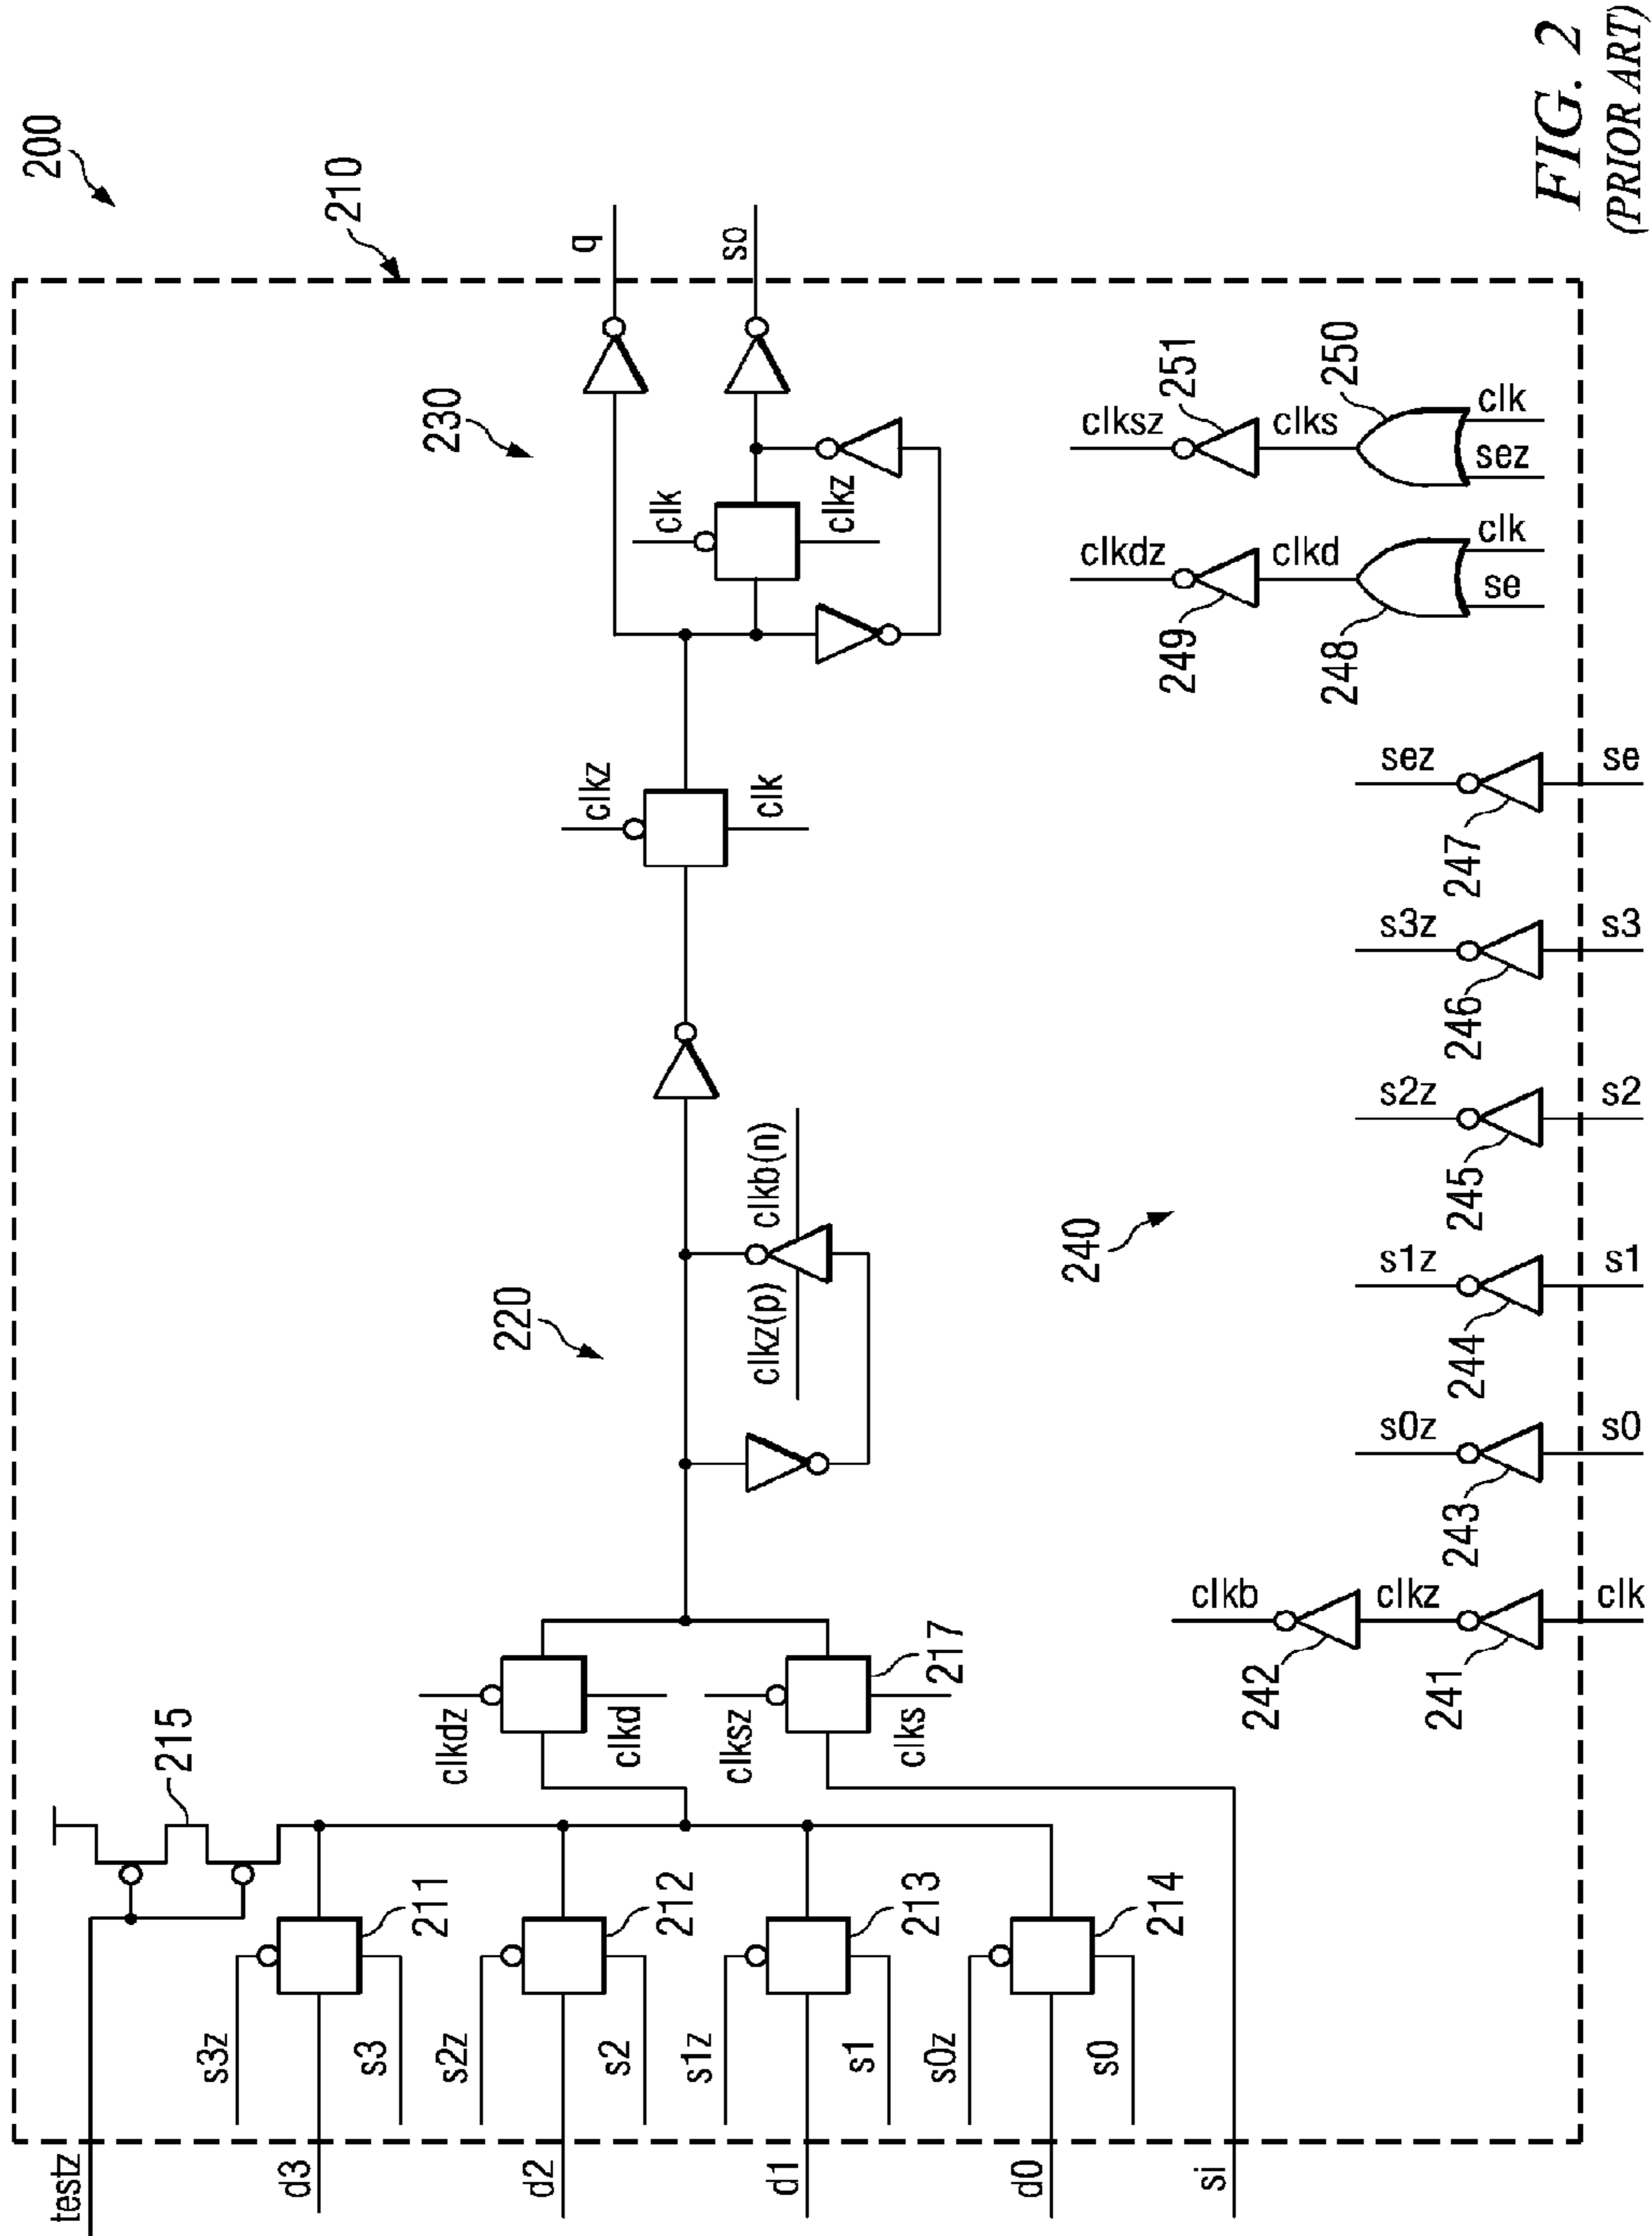 200
210
testz
215
s3z
d3
s3
211
s2z
d2
s2
212
s1z
d1
s1
213
s0z
d0
s0
214
si
clkdz
clkd
clksz
clks
217
220
clkz(p)
clkb(n)
clkz
clk
230
clk
clkz
q
so
240
clkb
242
clkz
241
clk
s0z
243
s0
s1z
244
s1
s2z
245
s2
s3z
246
s3
sez
247
se
clkdz
249
clkd
248
se
clk
clksz
251
clks
250
sez
clk
FIG. 2
(PRIOR ART)